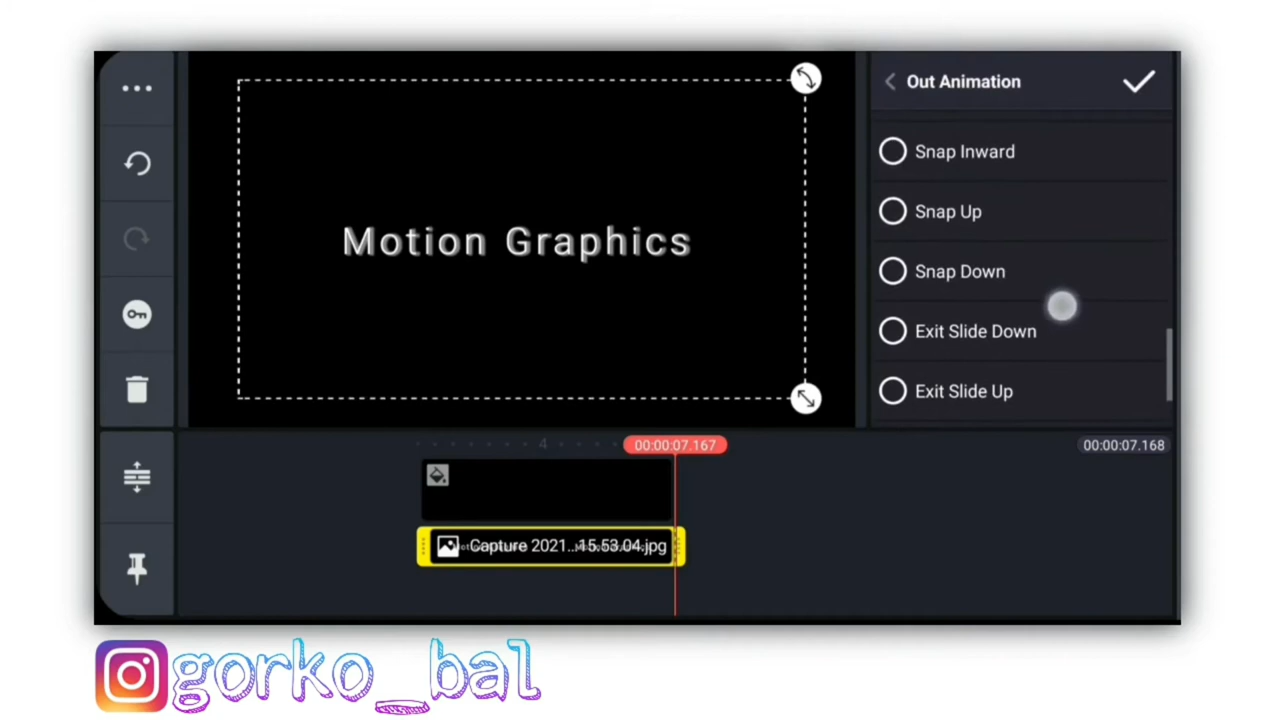 Out Animation
Snap Inward
Snap Up
Snap Down
Exit Slide Down
Exit Slide Up
Motion Graphics
4
00:00:07.167
00:00:07.168
Capture 2021...15.53.04.jpg
gorko_bal